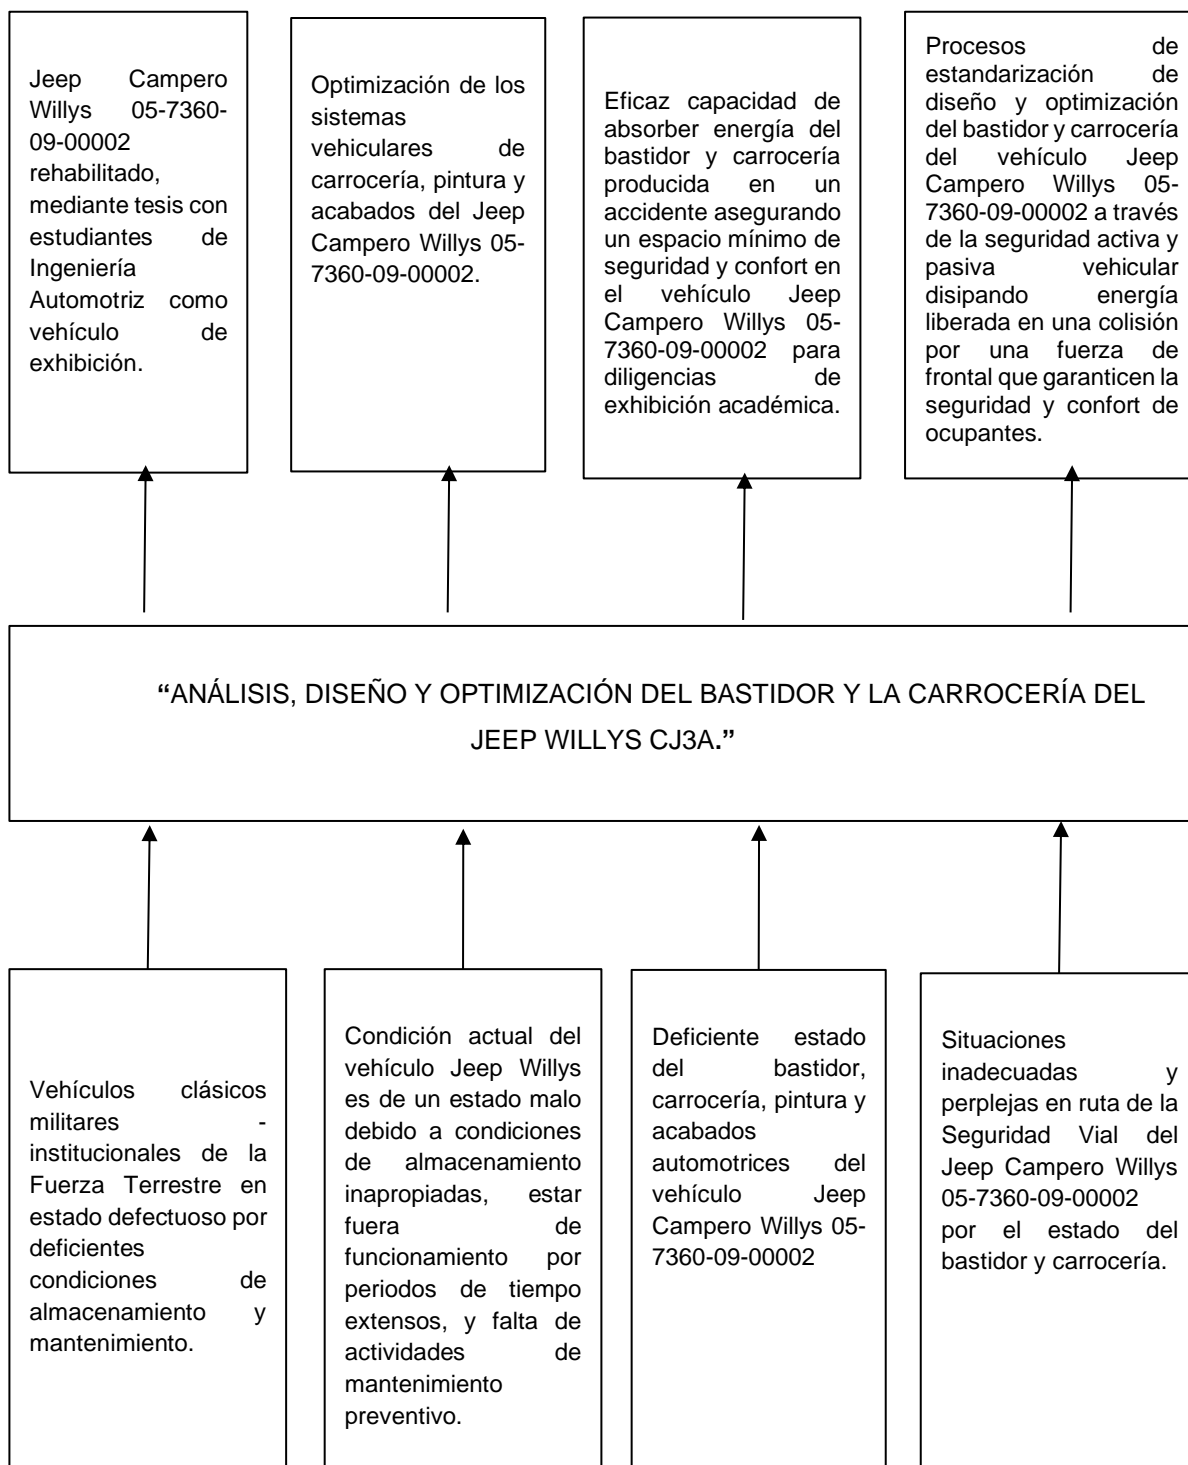 Jeep Campero
Willys 05-7360-
09-00002
rehabilitado,
mediante tesis con
estudiantes de
Ingeniería
Automotriz como
vehículo de
exhibición.
Optimización de los
sistemas
vehiculares de
carrocería, pintura y
acabados del Jeep
Campero Willys 05-
7360-09-00002.
Eficaz capacidad de
absorber energía del
bastidor y carrocería
producida en un
accidente asegurando
un espacio mínimo de
seguridad y confort en
el vehículo Jeep
Campero Willys 05-
7360-09-00002 para
diligencias de
exhibición académica.
Procesos de
estandarización de
diseño y optimización
del bastidor y carrocería
del vehículo Jeep
Campero Willys 05-
7360-09-00002 a través
de la seguridad activa y
pasiva vehicular
disipando energía
liberada en una colisión
por una fuerza de
frontal que garanticen la
seguridad y confort de
ocupantes.
“ANÁLISIS, DISEÑO Y OPTIMIZACIÓN DEL BASTIDOR Y LA CARROCERÍA DEL
JEEP WILLYS CJ3A.”
Vehículos clásicos
militares -
institucionales de la
Fuerza Terrestre en
estado defectuoso por
deficientes
condiciones de
almacenamiento y
mantenimiento.
Condición actual del
vehículo Jeep Willys
es de un estado malo
debido a condiciones
de almacenamiento
inapropiadas, estar
fuera de
funcionamiento por
periodos de tiempo
extensos, y falta de
actividades de
mantenimiento
preventivo.
Deficiente estado
del bastidor,
carrocería, pintura y
acabados
automotrices del
vehículo Jeep
Campero Willys 05-
7360-09-00002
Situaciones
inadecuadas y
perplejas en ruta de la
Seguridad Vial del
Jeep Campero Willys
05-7360-09-00002
por el estado del
bastidor y carrocería.